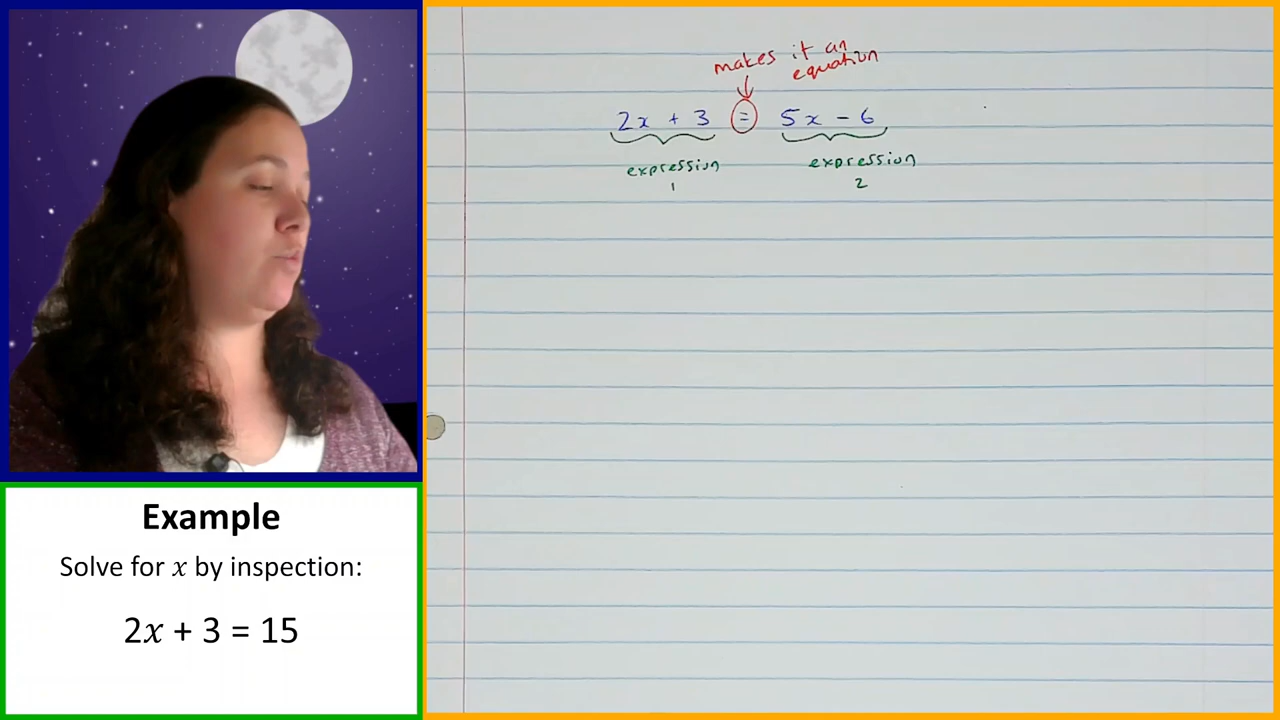 makes it an
equation
2x + 3 = 5x - 6
expression expression
1 2
Example
Solve for x by inspection:
2x + 3 = 15